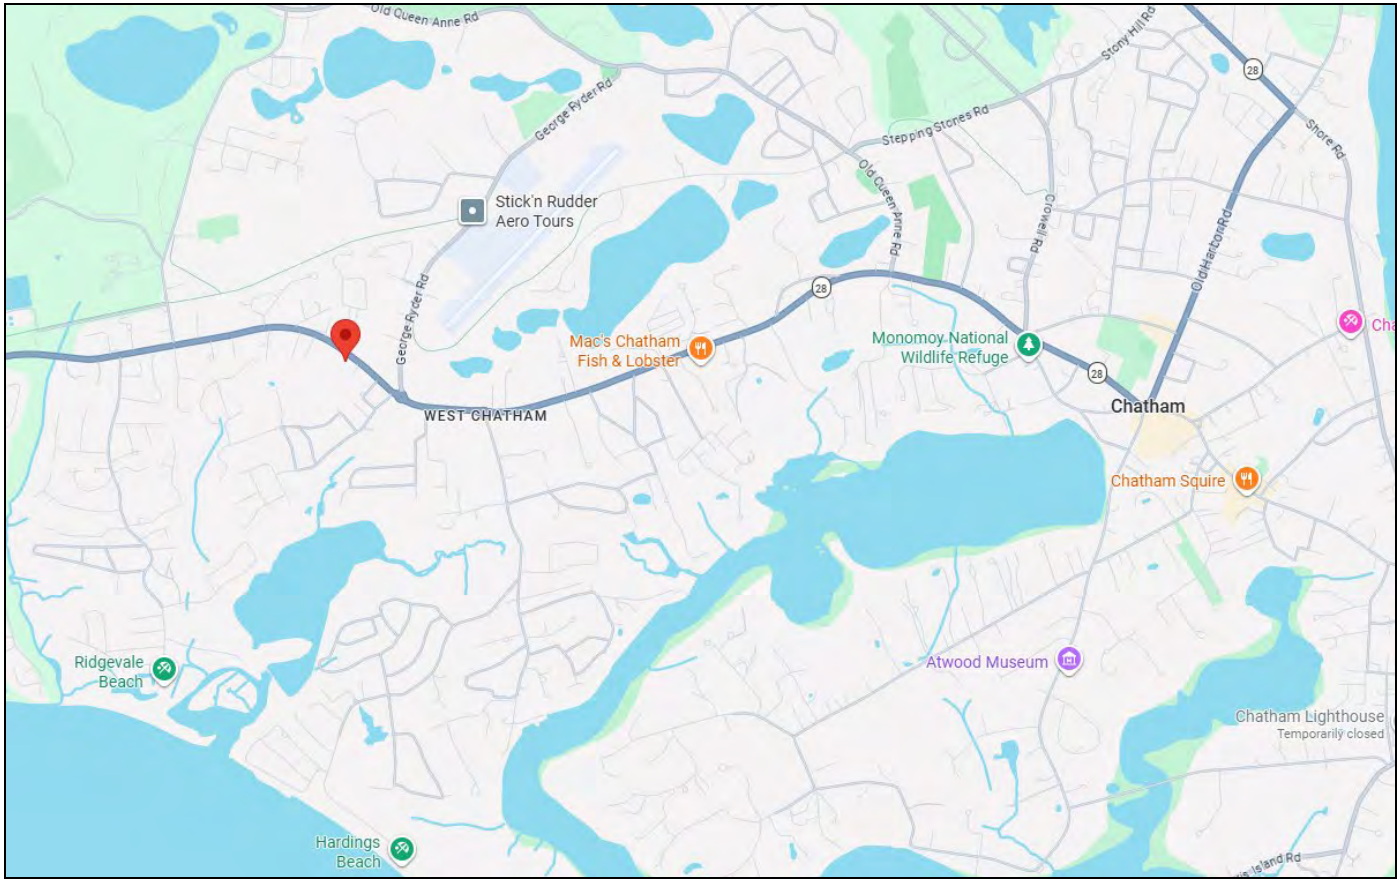 Old Queen Anne Rd
Stony Hill Rd
28
George Ryder Rd
Shore Rd
Stepping Stones Rd
Old Queen Anne Rd
Stick'n Rudder
Aero Tours
Crowell Rd
Old Harbor Rd
George Ryder Rd
28
Mac's Chatham
Fish & Lobster
Monomoy National
Wildlife Refuge
Cha
28
WEST CHATHAM
Chatham
Chatham Squire
Ridgevale
Beach
Atwood Museum
Chatham Lighthouse
Temporarily closed
Hardings
Beach
Island Rd